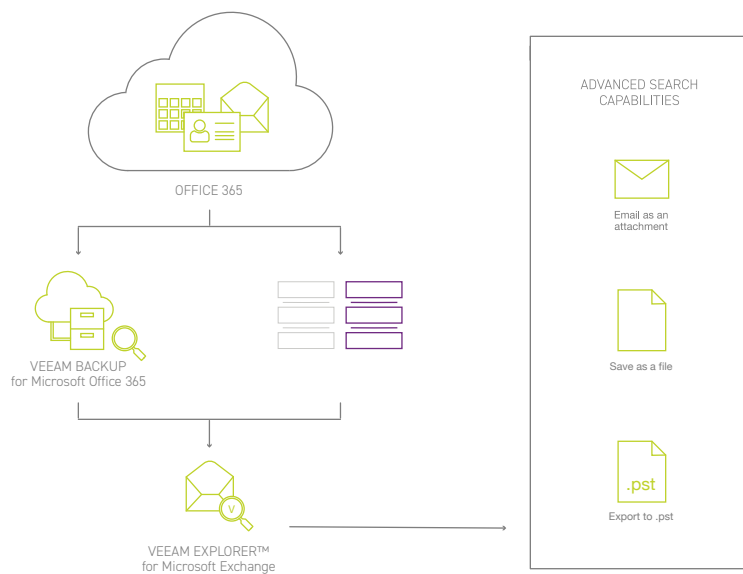 OFFICE 365
VEEAM BACKUP
for Microsoft Office 365
V
VEEAM EXPLORER™
for Microsoft Exchange
ADVANCED SEARCH
CAPABILITIES
Email as an
attachment
Save as a file
.pst
Export to .pst